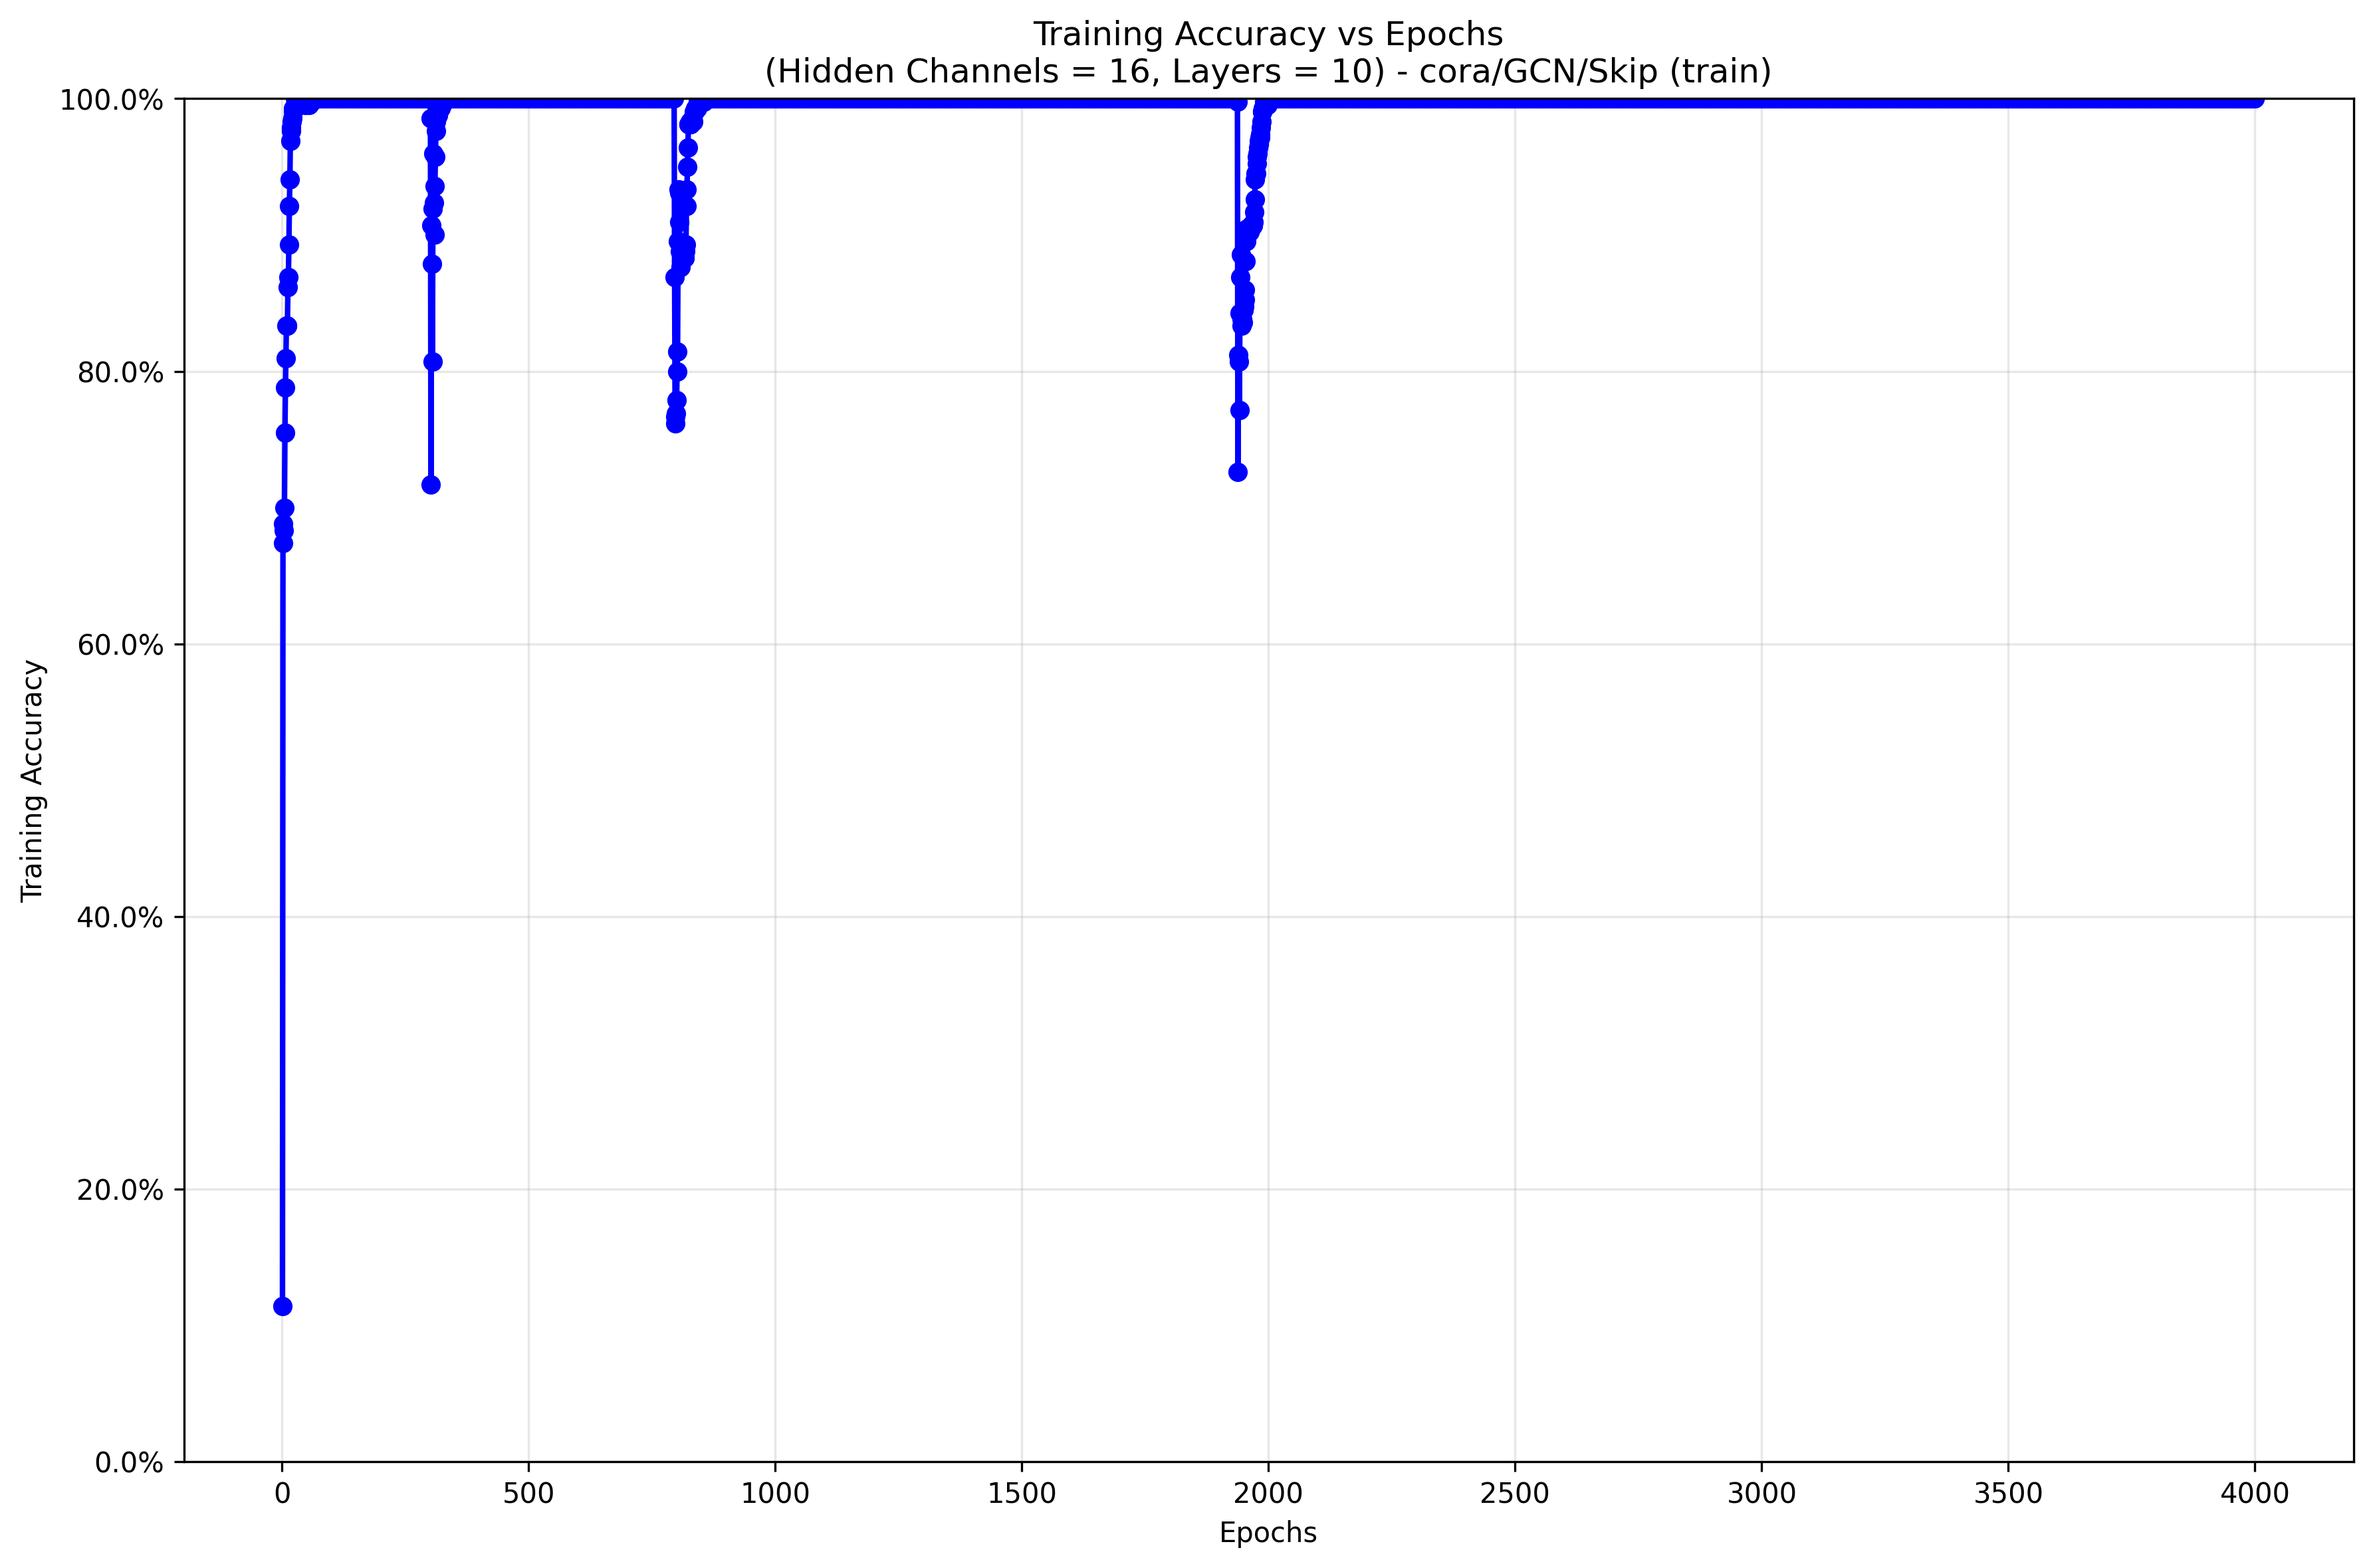 Training Accuracy vs Epochs
(Hidden Channels = 16, Layers = 10) - cora/GCN/Skip (train)
100.0%
80.0%
60.0%
40.0%
20.0%
0.0%
Training Accuracy
0 500 1000 1500 2000 2500 3000 3500 4000
Epochs